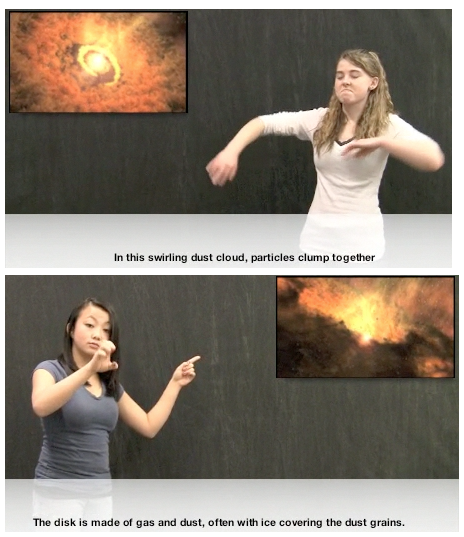 In this swirling dust cloud, particles clump together
The disk is made of gas and dust, often with ice covering the dust grains.